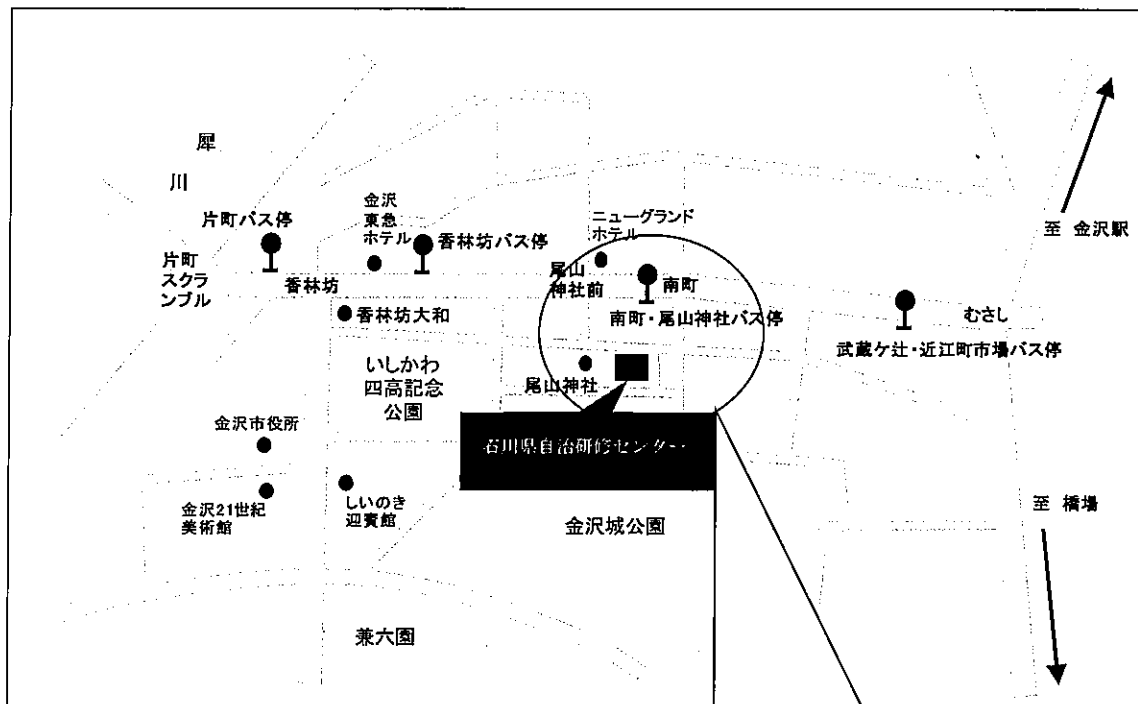 犀
川
片町バス停
片町
スクラ
ンブル
香林坊
金沢
東急
ホテル
香林坊バス停
香林坊大和
いしかわ
四高記念
公園
ニューグランド
ホテル
尾山
神社前
南町
南町・尾山神社バス停
尾山神社
石川県自治研修センター
至 金沢駅
むさし
武蔵ケ辻・近江町市場バス停
金沢市役所
金沢21世紀
美術館
しいのき
迎賓館
金沢城公園
至 橋場
兼六園